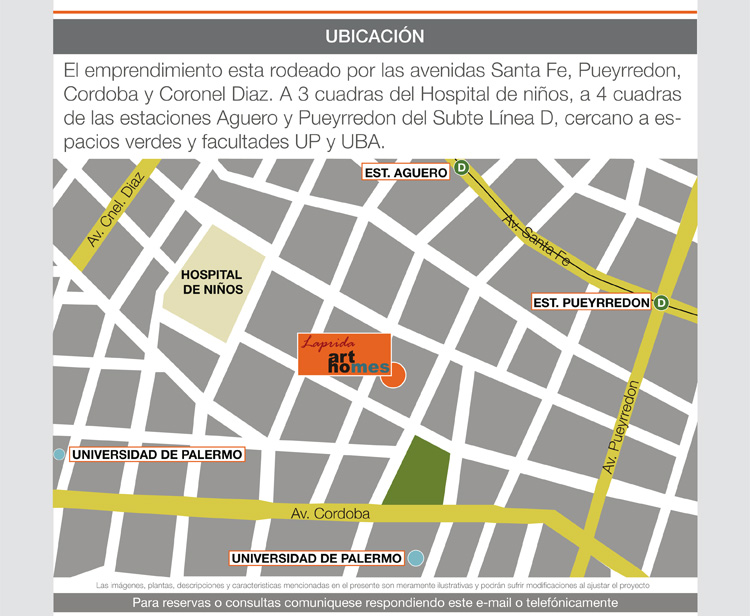 UBICACIÓN
El emprendimiento esta rodeado por las avenidas Santa Fe, Pueyrredon,
Cordoba y Coronel Diaz. A 3 cuadras del Hospital de niños, a 4 cuadras
de las estaciones Aguero y Pueyrredon del Subte Línea D, cercano a es-
pacios verdes y facultades UP y UBA.
EST. AGUERO
D
Av. Cnel. Diaz
Av. Santa Fe
HOSPITAL
DE NIÑOS
EST. PUEYRREDON
D
Laprida
art
homes
Av. Pueyrredon
UNIVERSIDAD DE PALERMO
Av. Cordoba
UNIVERSIDAD DE PALERMO
Las imágenes, plantas, descripciones y caracteristicas mencionadas en el presente son meramente ilustrativas y podrán sufrir modificaciones al ajustar el proyecto
Para reservas o consultas comuniquese respondiendo este e-mail o telefónicamente